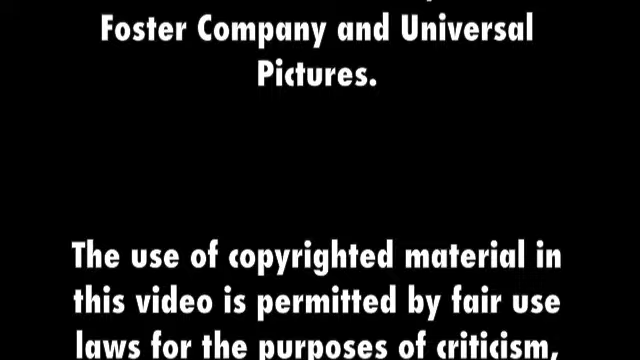 Foster Company and Universal
Pictures.
The use of copyrighted material in
this video is permitted by fair use
laws for the purposes of criticism,